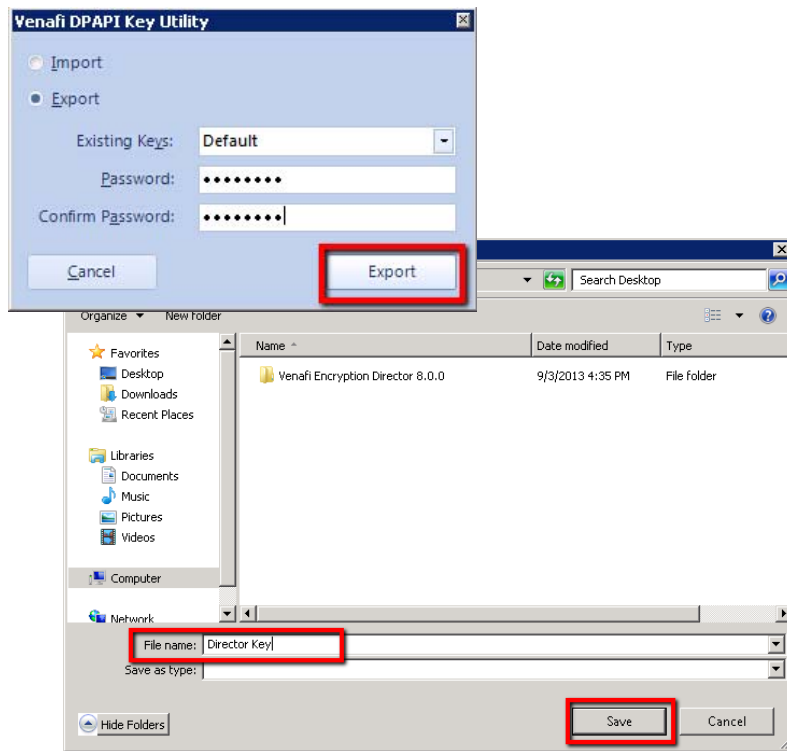 Venafi DPAPI Key Utility
Import
Export
Existing Keys: Default
Password: ••••••••
Confirm Password: ••••••••
Cancel Export
Search Desktop
Organize New folder
Favorites
Desktop
Downloads
Recent Places
Libraries
Documents
Music
Pictures
Videos
Computer
Network
Name Date modified Type
Venafi Encryption Director 8.0.0 9/3/2013 4:35 PM File folder
File name: Director Key
Save as type:
Hide Folders Save Cancel